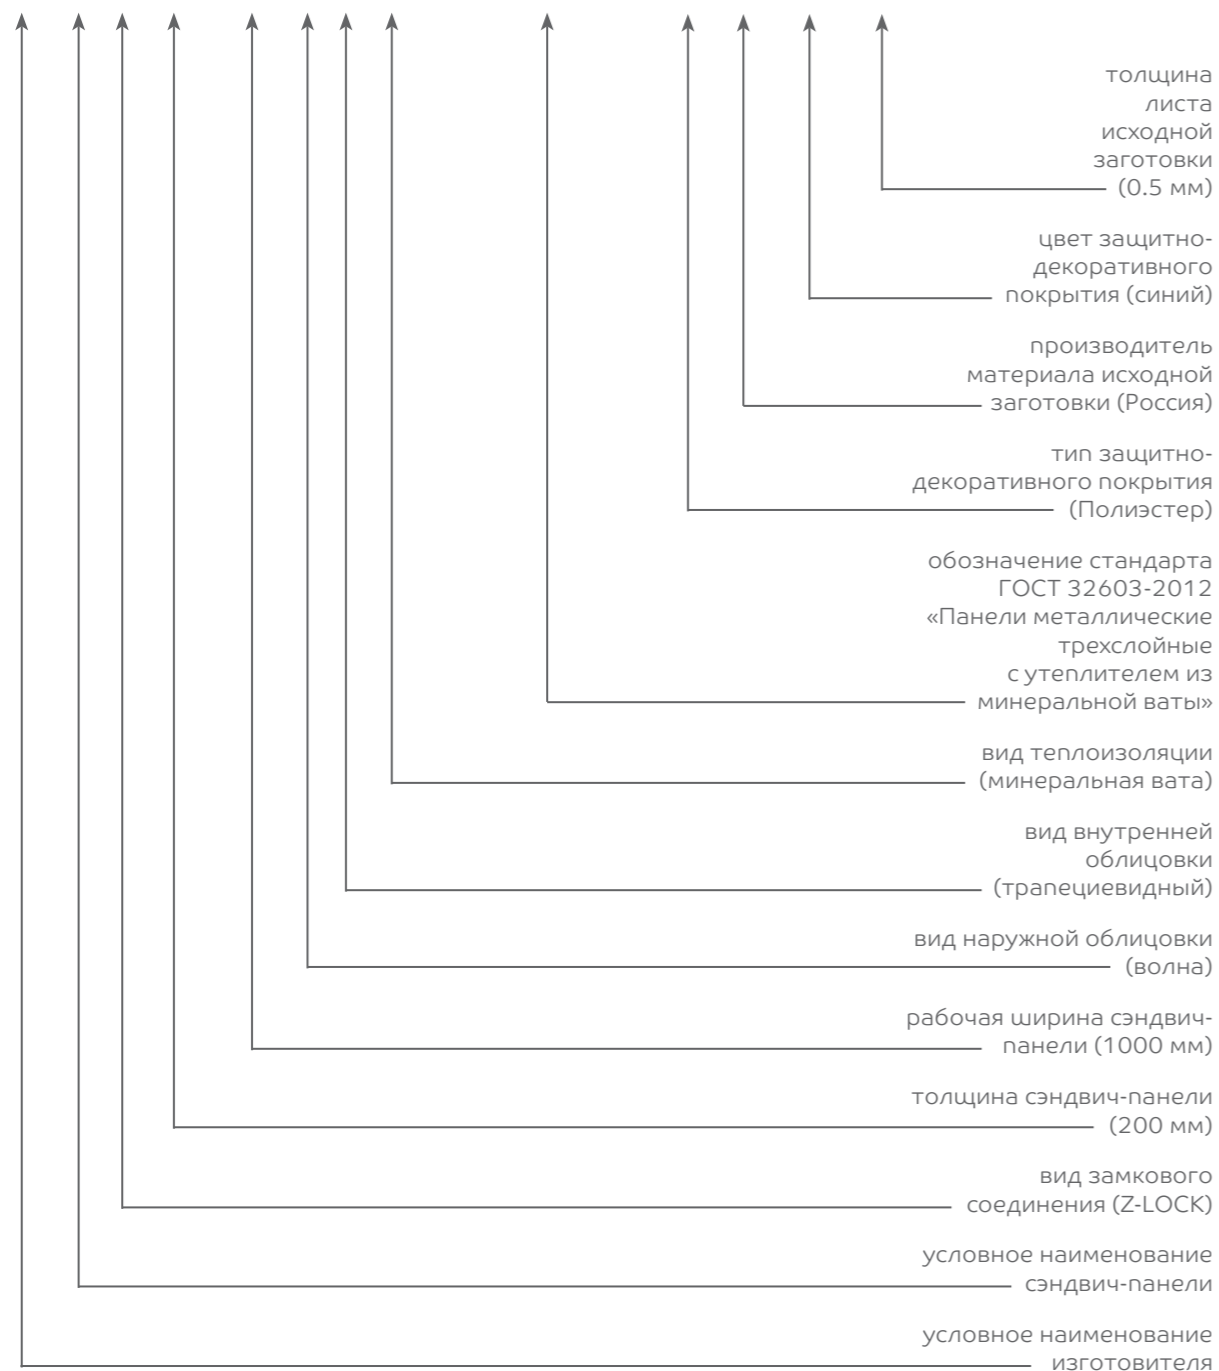 толщина
листа
исходной
заготовки
(0.5 мм)
цвет защитно-
декоративного
покрытия (синий)
производитель
материала исходной
заготовки (Россия)
тип защитно-
декоративного покрытия
(Полиэстер)
обозначение стандарта
ГОСТ 32603-2012
«Панели металлические
трехслойные
с утеплителем из
минеральной ваты»
вид теплоизоляции
(минеральная вата)
вид внутренней
облицовки
(трапециевидный)
вид наружной облицовки
(волна)
рабочая ширина сэндвич-
панели (1000 мм)
толщина сэндвич-панели
(200 мм)
вид замкового
соединения (Z-LOCK)
условное наименование
сэндвич-панели
условное наименование
изготовителя